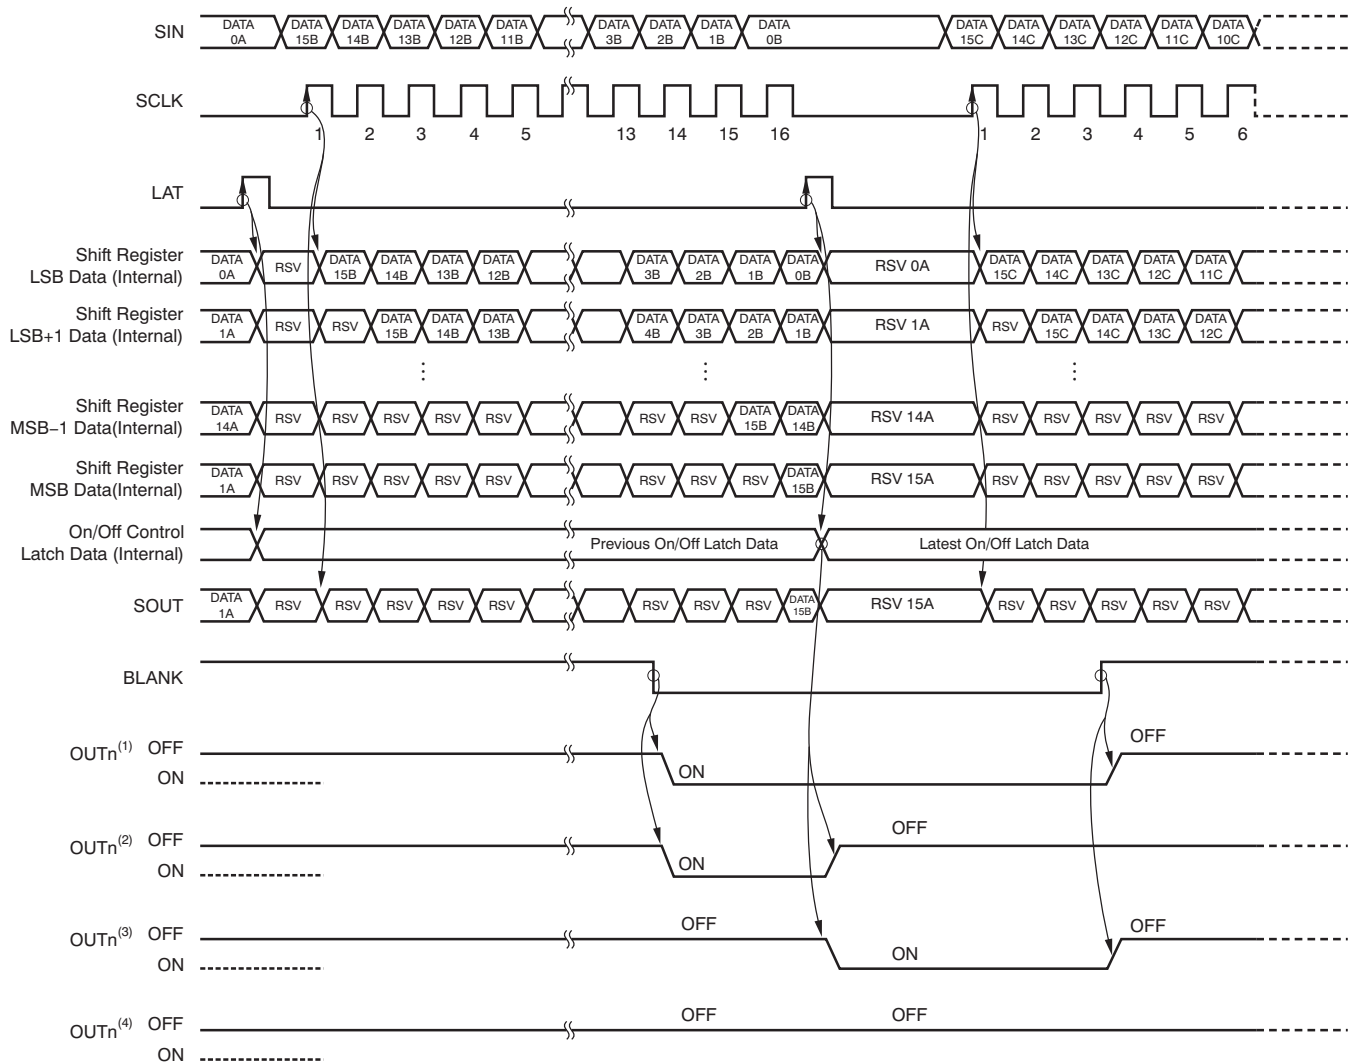 SIN DATA 0A DATA 15B DATA 14B DATA 13B DATA 12B DATA 11B DATA 3B DATA 2B DATA 1B DATA 0B DATA 15C DATA 14C DATA 13C DATA 12C DATA 11C DATA 10C
SCLK
1 2 3 4 5 13 14 15 16 1 2 3 4 5 6
LAT
Shift Register
LSB Data (Internal)
DATA 0A RSV DATA 15B DATA 14B DATA 13B DATA 12B DATA 3B DATA 2B DATA 1B DATA 0B RSV 0A DATA 15C DATA 14C DATA 13C DATA 12C DATA 11C
Shift Register
LSB+1 Data (Internal)
DATA 1A RSV RSV DATA 15B DATA 14B DATA 13B DATA 4B DATA 3B DATA 2B DATA 1B RSV 1A RSV DATA 15C DATA 14C DATA 13C DATA 12C
Shift Register
MSB−1 Data(Internal)
DATA 14A RSV RSV RSV RSV RSV RSV RSV DATA 15B DATA 14B RSV 14A RSV RSV RSV RSV RSV
Shift Register
MSB Data(Internal)
DATA 1A RSV RSV RSV RSV RSV RSV RSV RSV DATA 15B RSV 15A RSV RSV RSV RSV RSV
On/Off Control
Latch Data (Internal)
Previous On/Off Latch Data Latest On/Off Latch Data
SOUT DATA 1A RSV RSV RSV RSV RSV RSV RSV RSV DATA 15B RSV 15A RSV RSV RSV RSV RSV
BLANK
OUTn(1) OFF OFF
ON ON
OUTn(2) OFF OFF
ON ON
OUTn(3) OFF OFF OFF
ON ON
OUTn(4) OFF OFF OFF
ON